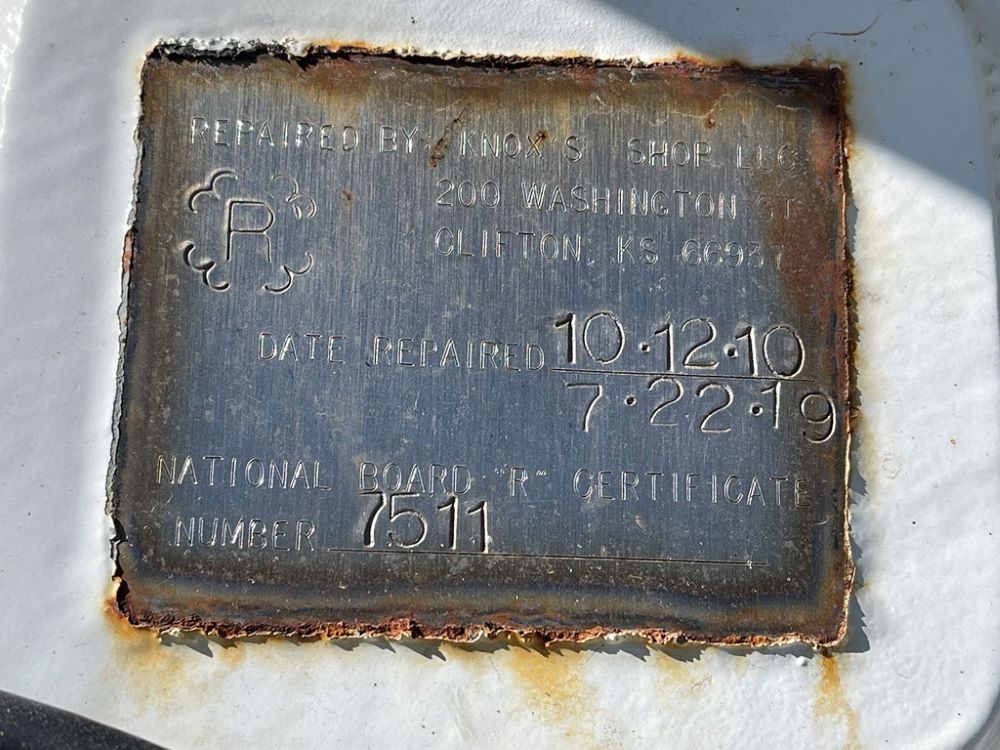 REPAIRED BY KNOX'S SHOP LLC
R
200 WASHINGTON ST
CLIFTON, KS 66937
DATE REPAIRED 10·12·10
7·22·19
NATIONAL BOARD "R" CERTIFICATE
NUMBER 7511